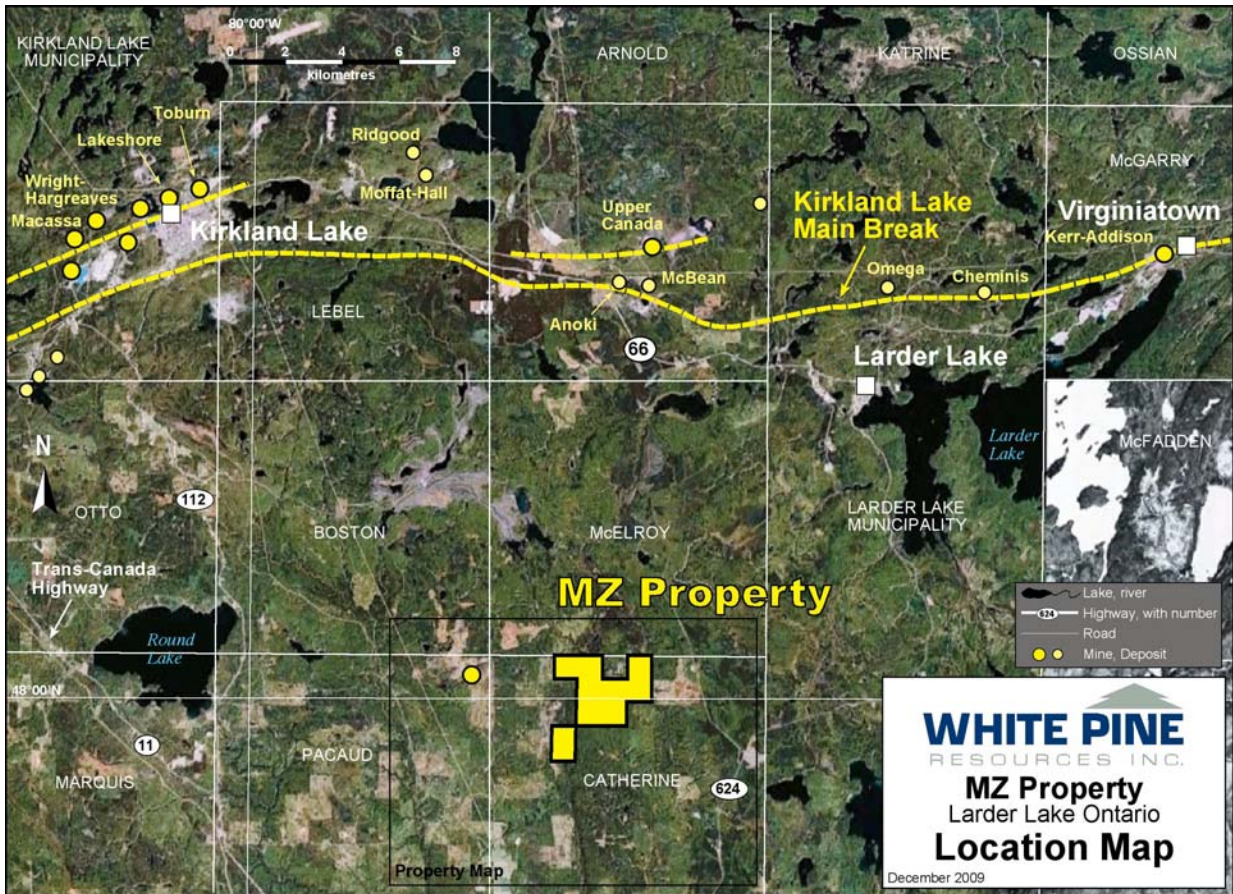 80°00'W
0 2 4 6 8
kilometres
KIRKLAND LAKE
MUNICIPALITY
ARNOLD
KATRINE
OSSIAN
Toburn
Lakeshore
Wright-
Hargreaves
Macassa
Kirkland Lake
Ridgood
Moffat-Hall
Upper
Canada
Kirkland Lake
Main Break
McGARRY
Virginiatown
Kerr-Addison
McBean
Omega
Cheminis
LEBEL
Anoki
66
Larder Lake
Larder
Lake
McFADDEN
N
112
OTTO
BOSTON
McELROY
LARDER LAKE
MUNICIPALITY
Trans-Canada
Highway
MZ Property
Round
Lake
48°00'N
11
PACAUD
MARQUIS
CATHERINE
624
Property Map
Lake, river
624 Highway, with number
Road
Mine, Deposit
WHITE PINE
RESOURCES INC.
MZ Property
Larder Lake Ontario
Location Map
December 2009